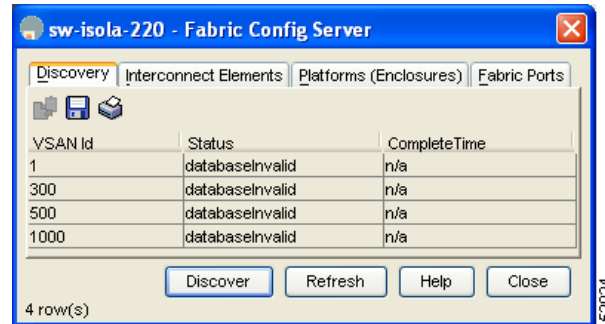 sw-isola-220 - Fabric Config Server
Discovery Interconnect Elements Platforms (Enclosures) Fabric Ports
VSAN Id Status CompleteTime
1 databaseInvalid n/a
300 databaseInvalid n/a
500 databaseInvalid n/a
1000 databaseInvalid n/a
Discover Refresh Help Close
4 row(s)